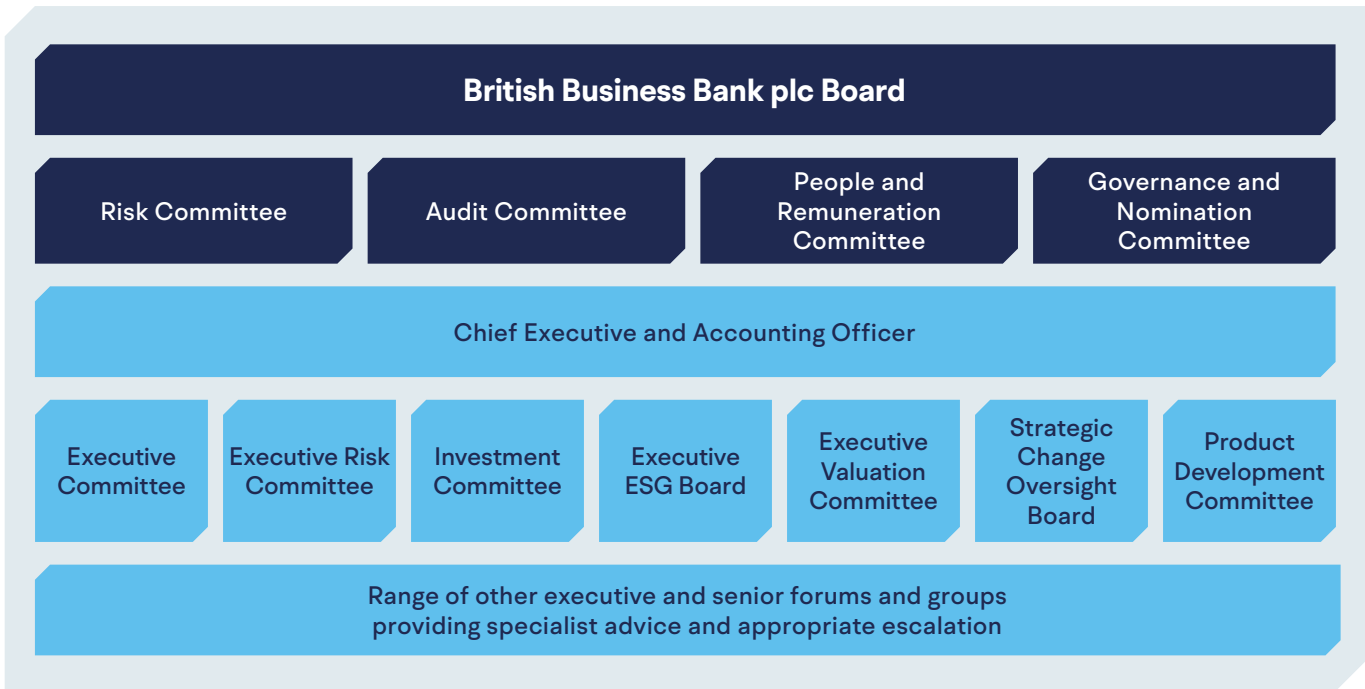 British Business Bank plc Board
Risk Committee
Audit Committee
People and
Remuneration
Committee
Governance and
Nomination
Committee
Chief Executive and Accounting Officer
Executive
Committee
Executive Risk
Committee
Investment
Committee
Executive
ESG Board
Executive
Valuation
Committee
Strategic
Change
Oversight
Board
Product
Development
Committee
Range of other executive and senior forums and groups
providing specialist advice and appropriate escalation